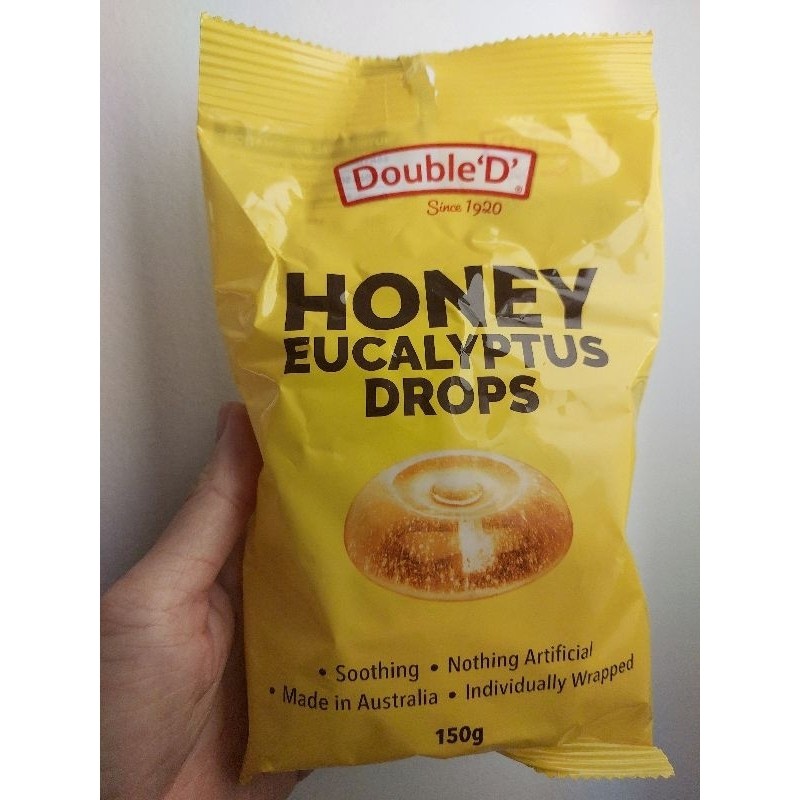 Double 'D'®
Since 1920
HONEY
EUCALYPTUS
DROPS
• Soothing • Nothing Artificial
• Made in Australia • Individually Wrapped
150g